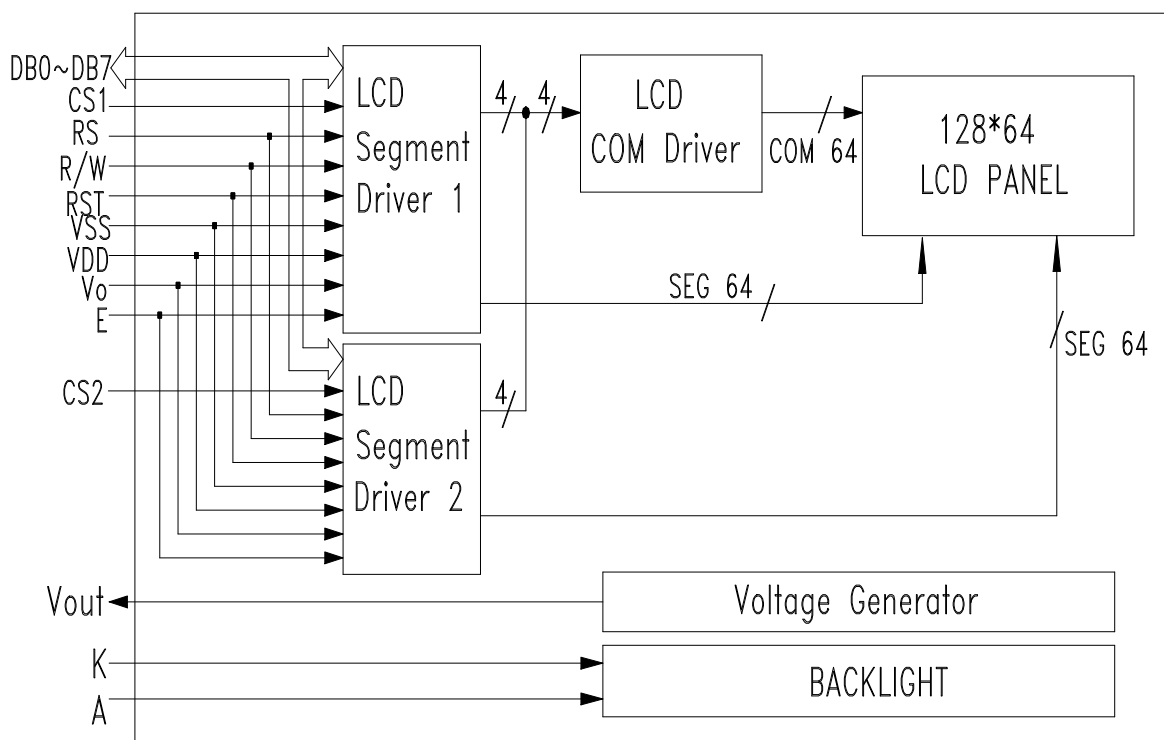 DB0~DB7
CS1
RS
R/W
RST
VSS
VDD
Vo
E
CS2
LCD
Segment
Driver 1
4
4
LCD
COM Driver
COM 64
128*64
LCD PANEL
SEG 64
SEG 64
LCD
Segment
Driver 2
4
Vout
Voltage Generator
K
A
BACKLIGHT